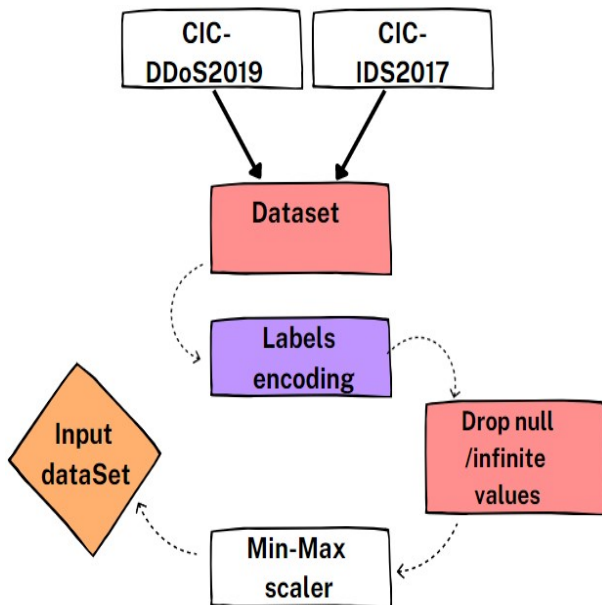 CIC-
DDoS2019
CIC-
IDS2017
Dataset
Labels
encoding
Drop null
/infinite
values
Input
dataSet
Min-Max
scaler